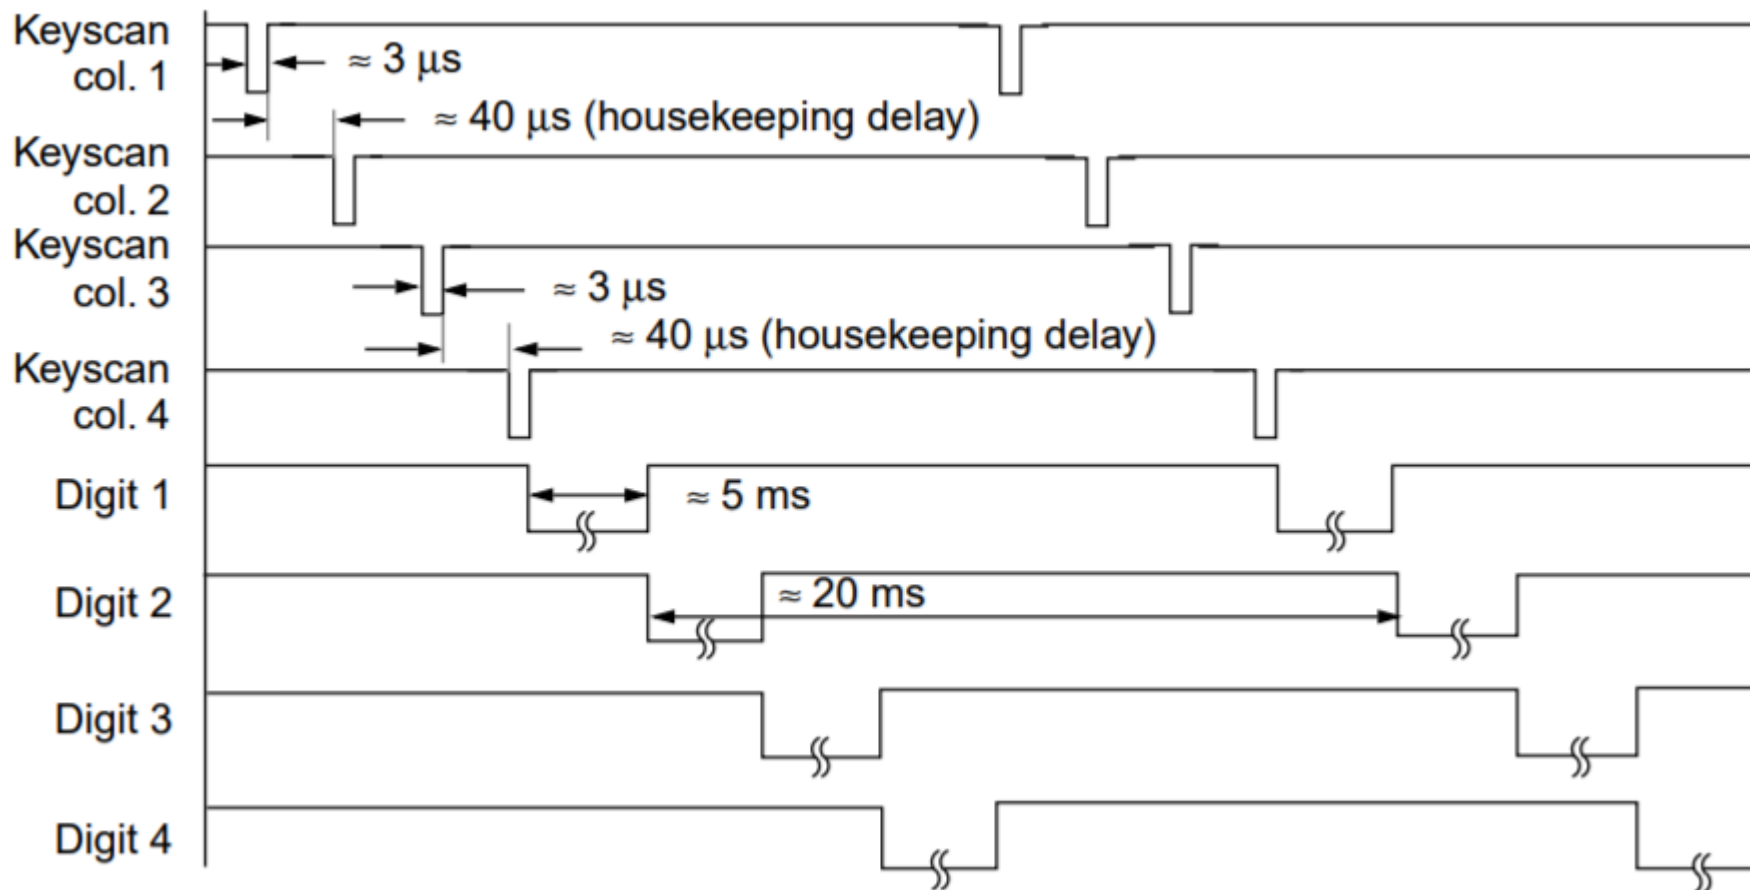 Keyscan
col. 1
≈ 3 μs
≈ 40 μs (housekeeping delay)
Keyscan
col. 2
Keyscan
col. 3
≈ 3 μs
≈ 40 μs (housekeeping delay)
Keyscan
col. 4
Digit 1
≈ 5 ms
Digit 2
≈ 20 ms
Digit 3
Digit 4